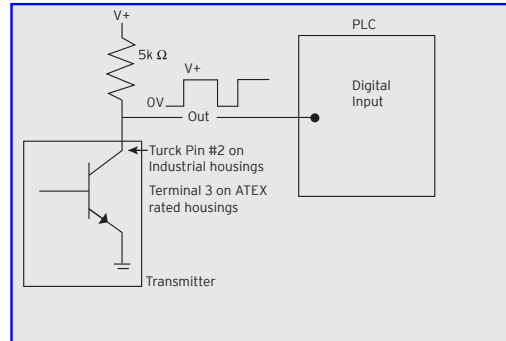 V+
PLC
5k Ω
V+
0V
Out
Digital
Input
Turck Pin #2 on
Industrial housings
Terminal 3 on ATEX
rated housings
Transmitter